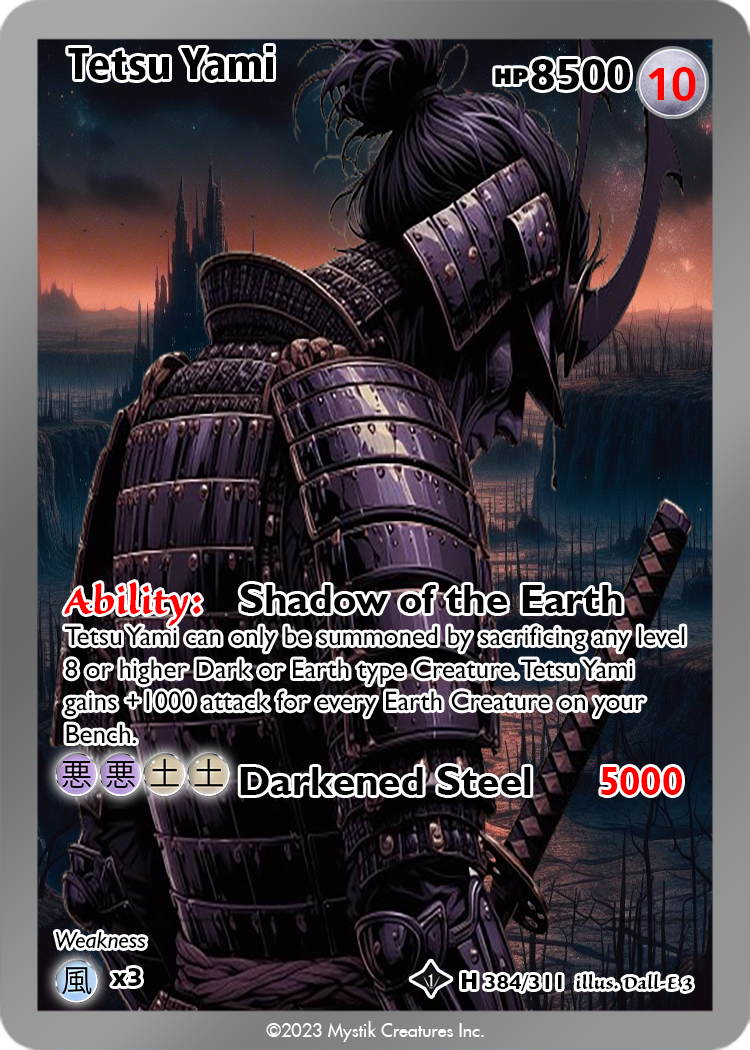 Tetsu Yami HP8500 10
Ability: Shadow of the Earth
Tetsu Yami can only be summoned by sacrificing any level
8 or higher Dark or Earth type Creature. Tetsu Yami
gains +1000 attack for every Earth Creature on your
Bench.
悪 悪 土 土 Darkened Steel 5000
Weakness
風 x3 1 H 384/311 illus. Dall-E 3
©2023 Mystik Creatures Inc.